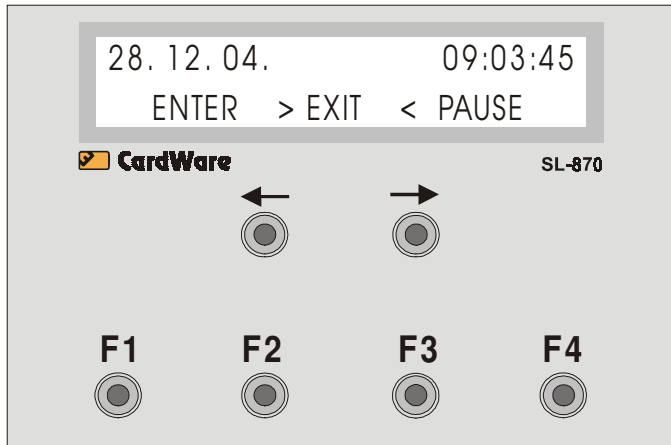 28. 12. 04. 09:03:45
ENTER > EXIT < PAUSE
CardWare SL-870
F1 F2 F3 F4